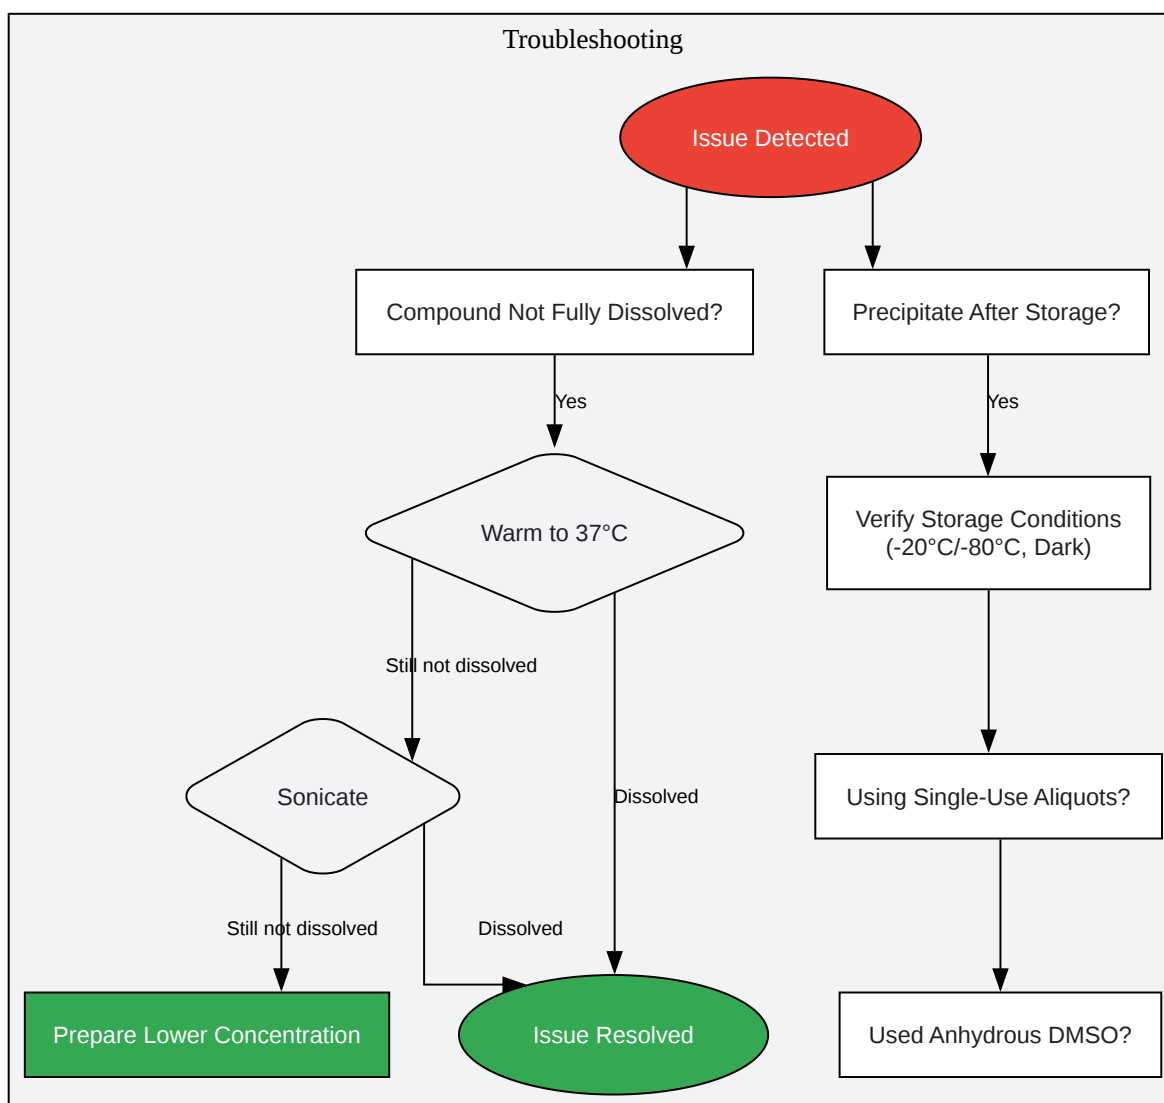 Troubleshooting
Issue Detected
Compound Not Fully Dissolved?
Precipitate After Storage?
Yes
Yes
Warm to 37°C
Verify Storage Conditions
(-20°C/-80°C, Dark)
Still not dissolved
Sonicate
Dissolved
Using Single-Use Aliquots?
Still not dissolved
Dissolved
Prepare Lower Concentration
Issue Resolved
Used Anhydrous DMSO?